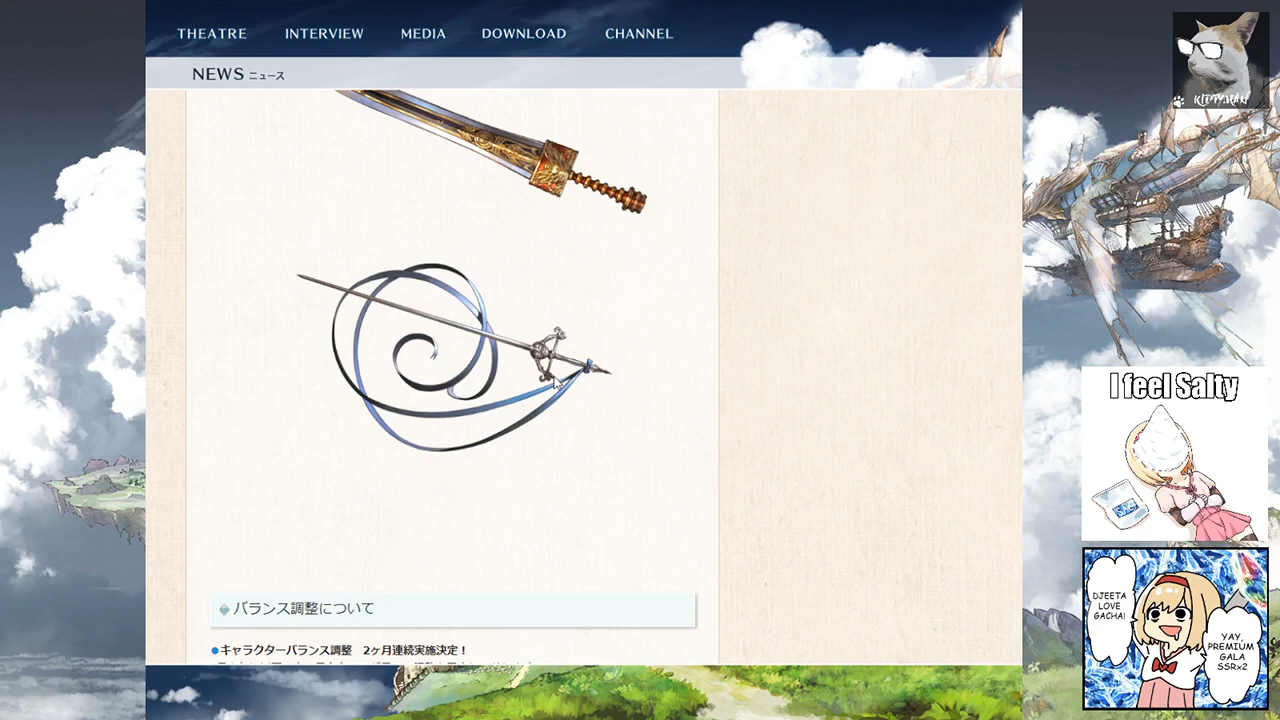 THEATRE INTERVIEW MEDIA DOWNLOAD CHANNEL
NEWS ニュース
バランス調整について
●キャラクターバランス調整 2ヶ月連続実施決定！
KITTYMAN
I feel Salty
DJEETA
LOVE
GACHA!
YAY,
PREMIUM
GALA
SSRx2